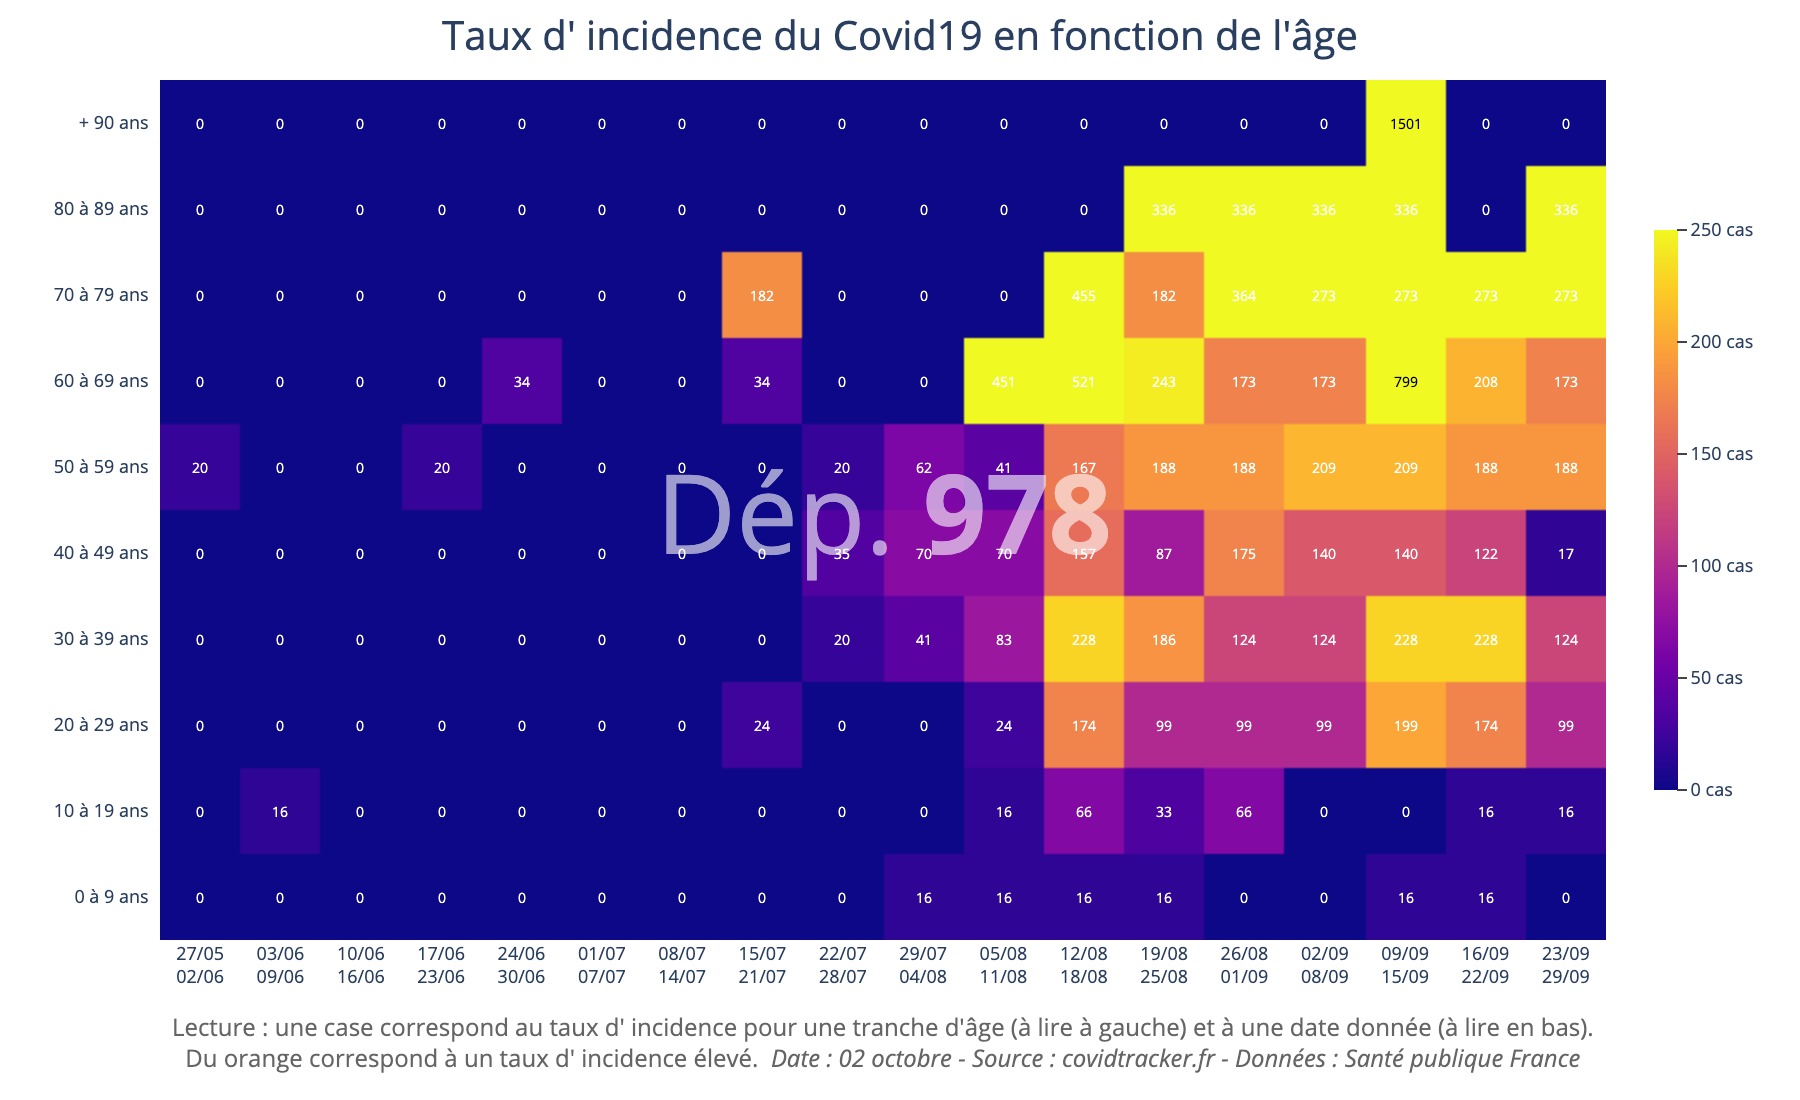 Taux d' incidence du Covid19 en fonction de l'âge
+ 90 ans 0 0 0 0 0 0 0 0 0 0 0 0 0 0 0 1501 0 0
80 à 89 ans 0 0 0 0 0 0 0 0 0 0 0 0 336 336 336 336 0 336
250 cas
70 à 79 ans 0 0 0 0 0 0 0 182 0 0 0 455 182 364 273 273 273 273
200 cas
60 à 69 ans 0 0 0 0 34 0 0 34 0 0 451 521 243 173 173 799 208 173
150 cas
50 à 59 ans 20 0 0 20 0 0 0 0 20 62 41 167 188 188 209 209 188 188
Dép. 978
40 à 49 ans 0 0 0 0 0 0 0 0 35 70 70 157 87 175 140 140 122 17
100 cas
30 à 39 ans 0 0 0 0 0 0 0 0 20 41 83 228 186 124 124 228 228 124
50 cas
20 à 29 ans 0 0 0 0 0 0 0 24 0 0 24 174 99 99 99 199 174 99
0 cas
10 à 19 ans 0 16 0 0 0 0 0 0 0 0 16 66 33 66 0 0 16 16
0 à 9 ans 0 0 0 0 0 0 0 0 0 16 16 16 16 0 0 16 16 0
27/05 03/06 10/06 17/06 24/06 01/07 08/07 15/07 22/07 29/07 05/08 12/08 19/08 26/08 02/09 09/09 16/09 23/09
02/06 09/06 16/06 23/06 30/06 07/07 14/07 21/07 28/07 04/08 11/08 18/08 25/08 01/09 08/09 15/09 22/09 29/09
Lecture : une case correspond au taux d' incidence pour une tranche d'âge (à lire à gauche) et à une date donnée (à lire en bas).
Du orange correspond à un taux d' incidence élevé. Date : 02 octobre - Source : covidtracker.fr - Données : Santé publique France